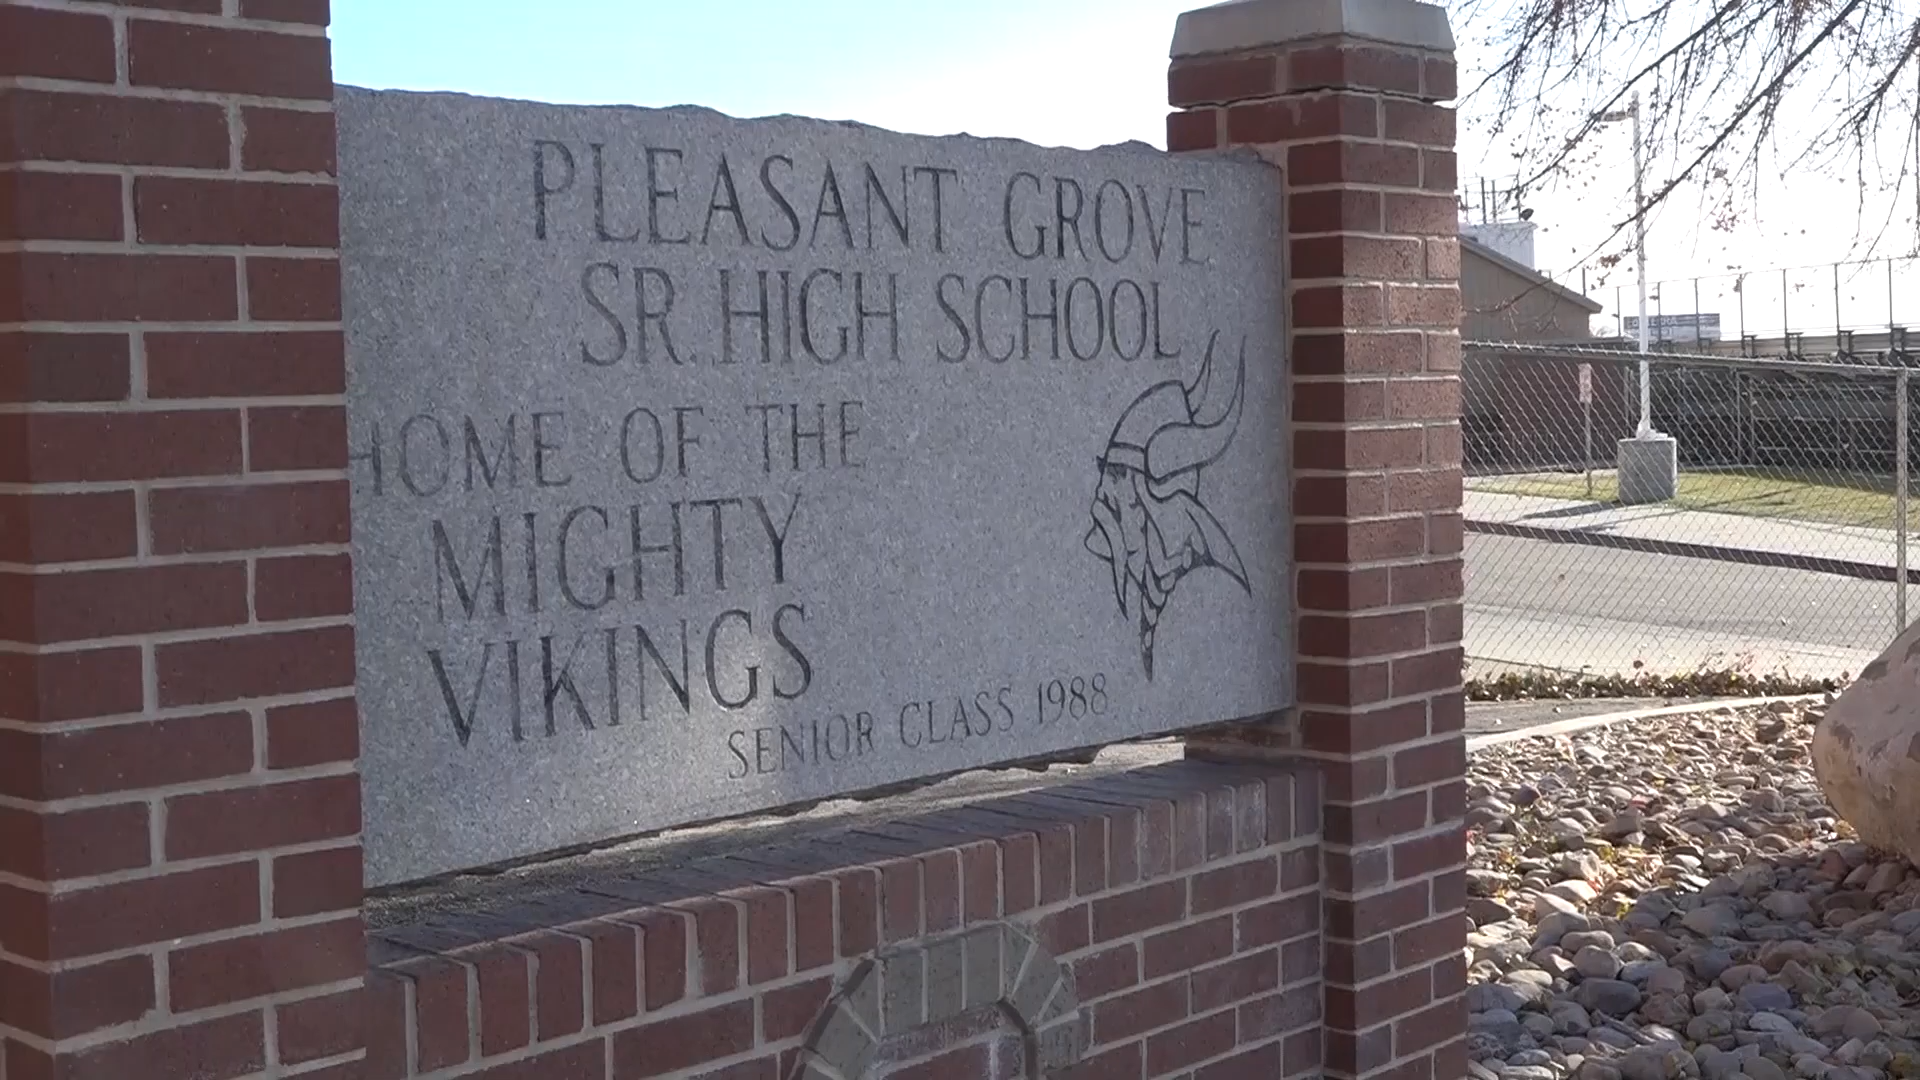 PLEASANT GROVE
SR. HIGH SCHOOL
HOME OF THE
MIGHTY
VIKINGS
SENIOR CLASS 1988